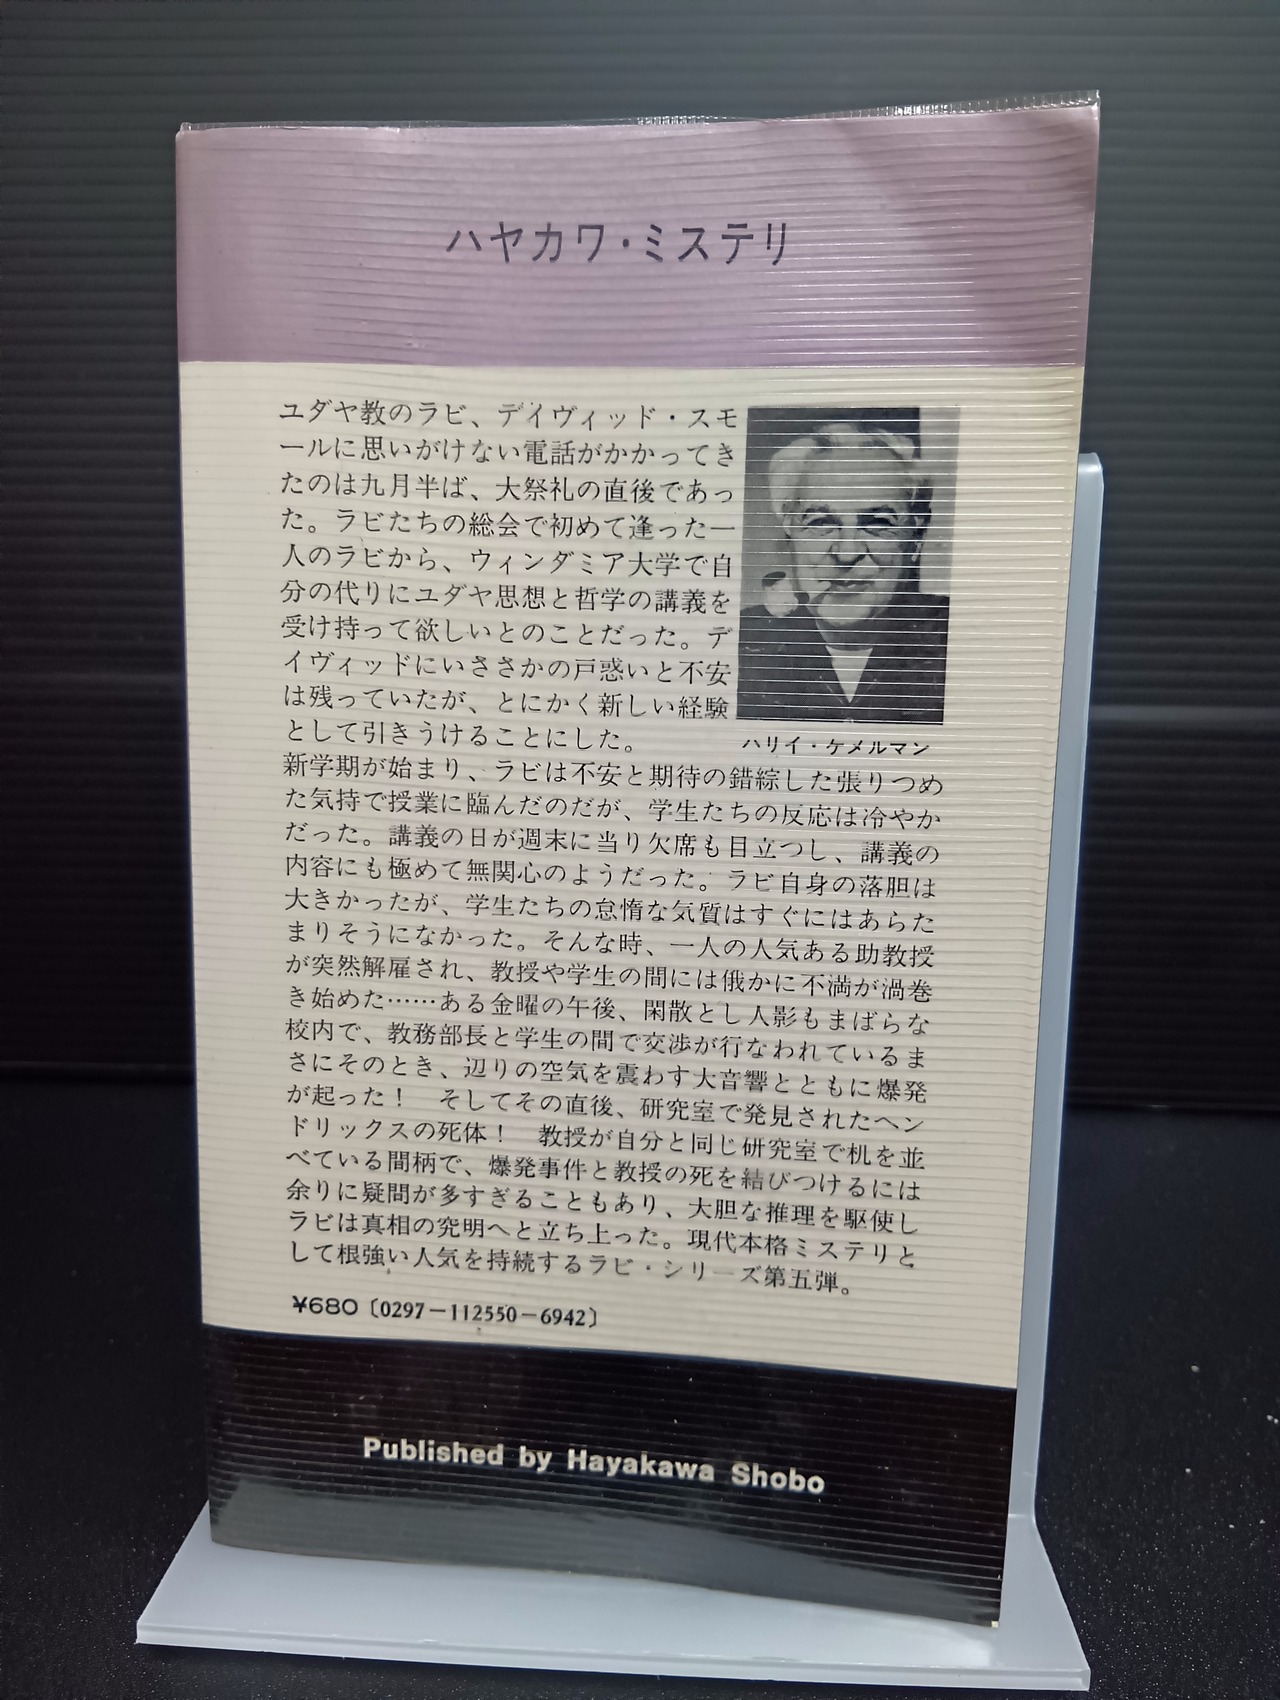 ハヤカワ・ミステリ
ユダヤ教のラビ、デイヴィッド・スモ
ールに思いがけない電話がかかってき
たのは九月半ば、大祭礼の直後であっ
た。ラビたちの総会で初めて逢った一
人のラビから、ウィンダミア大学で自
分の代りにユダヤ思想と哲学の講義を
受け持って欲しいとのことだった。デ
イヴィッドにいささかの戸惑いと不安
は残っていたが、とにかく新しい経験
として引きうけることにした。
ハリイ・ケメルマン
新学期が始まり、ラビは不安と期待の錯綜した張りつめ
た気持で授業に臨んだのだが、学生たちの反応は冷やか
だった。講義の日が週末に当り欠席も目立つし、講義の
内容にも極めて無関心のようだった。ラビ自身の落胆は
大きかったが、学生たちの怠惰な気質はすぐにはあらた
まりそうになかった。そんな時、一人の人気ある助教授
が突然解雇され、教授や学生の間には俄かに不満が渦巻
き始めた……ある金曜の午後、閑散とし人影もまばらな
校内で、教務部長と学生の間で交渉が行なわれているま
さにそのとき、辺りの空気を震わす大音響とともに爆発
が起った！　そしてその直後、研究室で発見されたヘン
ドリックスの死体！　教授が自分と同じ研究室で机を並
べている間柄で、爆発事件と教授の死を結びつけるには
余りに疑問が多すぎることもあり、大胆な推理を駆使し
ラビは真相の究明へと立ち上った。現代本格ミステリと
して根強い人気を持続するラビ・シリーズ第五弾。
¥680〔0297－112550－6942〕
Published by Hayakawa Shobo